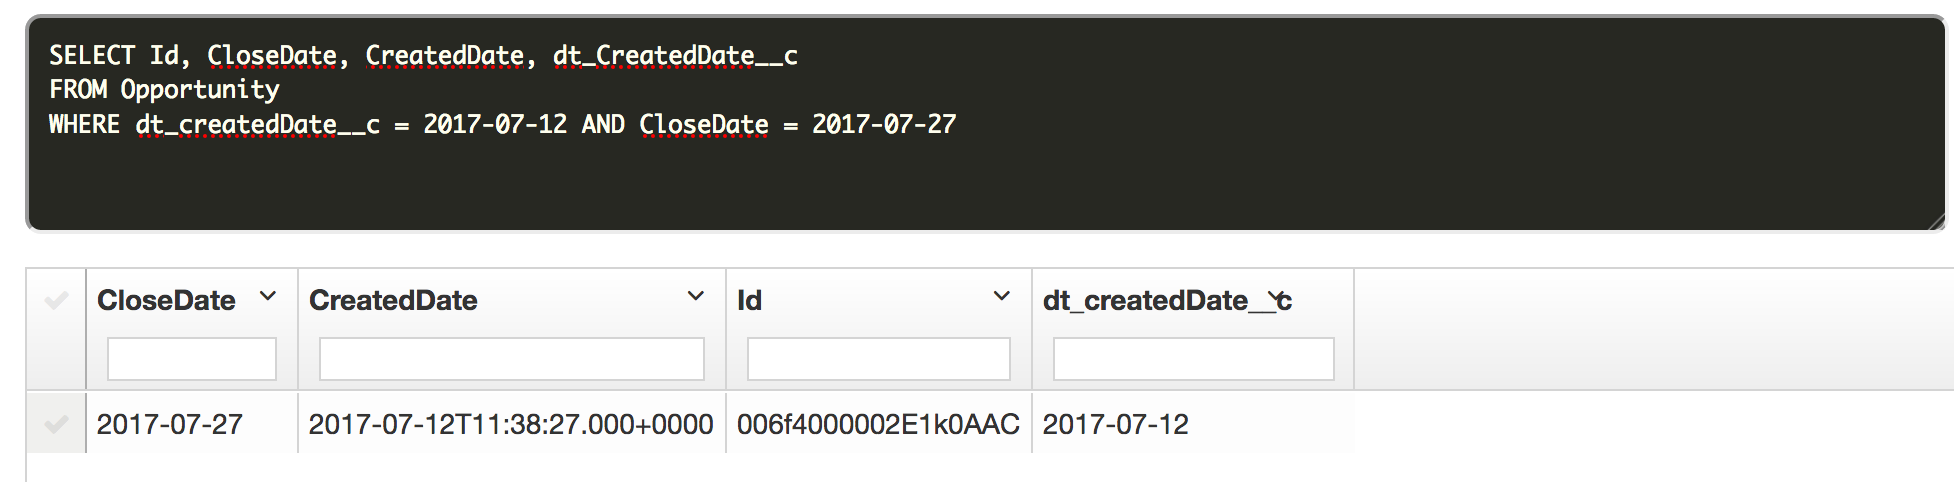 SELECT Id, CloseDate, CreatedDate, dt_CreatedDate__c
FROM Opportunity
WHERE dt_createdDate__c = 2017-07-12 AND CloseDate = 2017-07-27
CloseDate CreatedDate Id dt_createdDate__c
2017-07-27 2017-07-12T11:38:27.000+0000 006f4000002E1k0AAC 2017-07-12